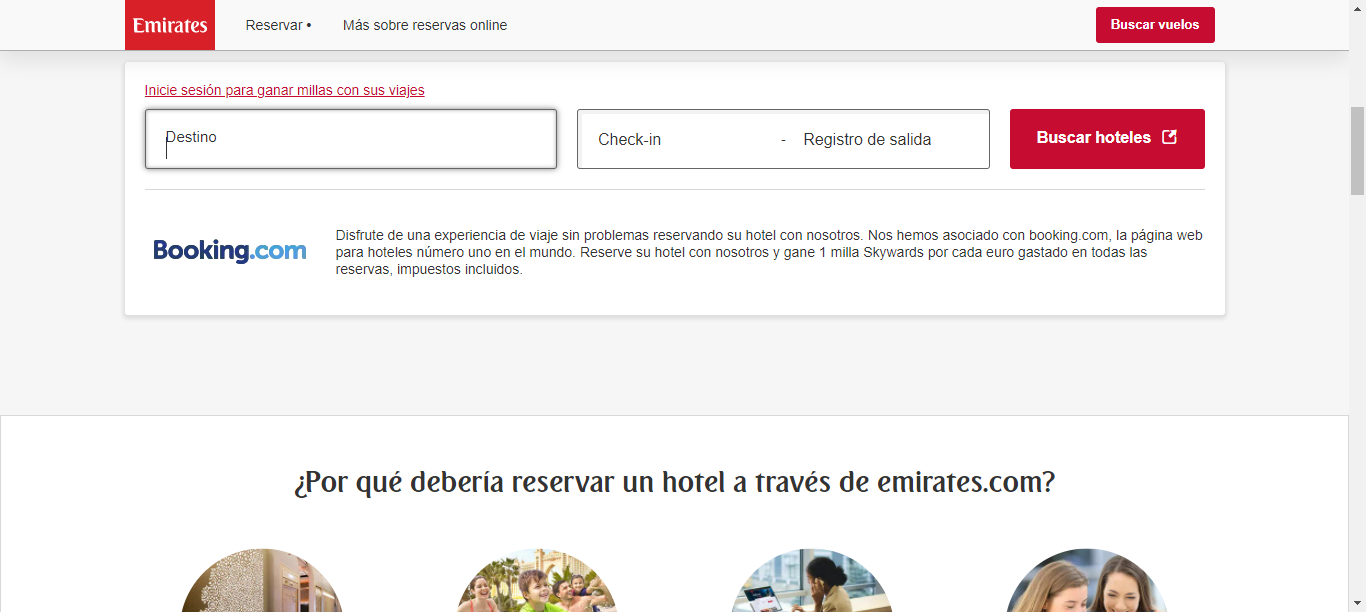 Emirates
Reservar •
Más sobre reservas online
Buscar vuelos
Inicie sesión para ganar millas con sus viajes
Destino
Check-in
-
Registro de salida
Buscar hoteles
Booking.com
Disfrute de una experiencia de viaje sin problemas reservando su hotel con nosotros. Nos hemos asociado con booking.com, la página web
para hoteles número uno en el mundo. Reserve su hotel con nosotros y gane 1 milla Skywards por cada euro gastado en todas las
reservas, impuestos incluidos.
¿Por qué debería reservar un hotel a través de emirates.com?